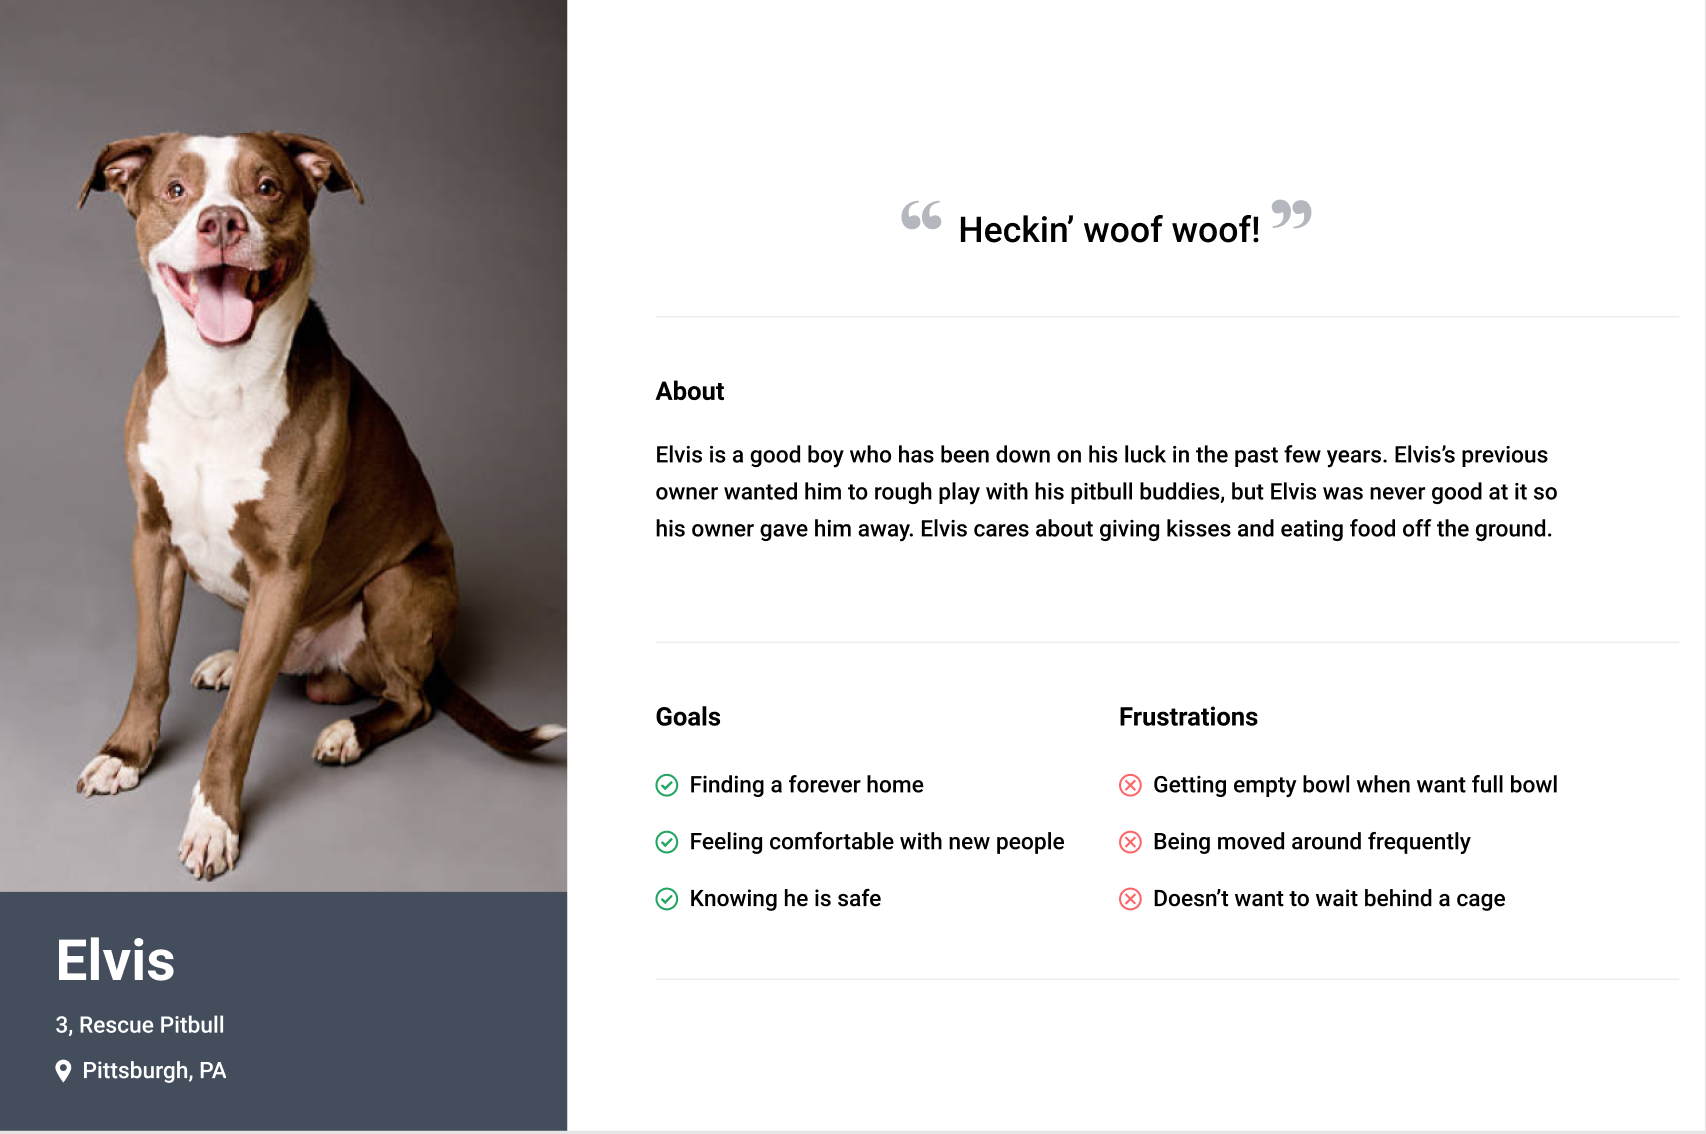 “ Heckin’ woof woof! ”
About
Elvis is a good boy who has been down on his luck in the past few years. Elvis’s previous
owner wanted him to rough play with his pitbull buddies, but Elvis was never good at it so
his owner gave him away. Elvis cares about giving kisses and eating food off the ground.
Goals
Finding a forever home
Feeling comfortable with new people
Knowing he is safe
Frustrations
Getting empty bowl when want full bowl
Being moved around frequently
Doesn’t want to wait behind a cage
Elvis
3, Rescue Pitbull
Pittsburgh, PA